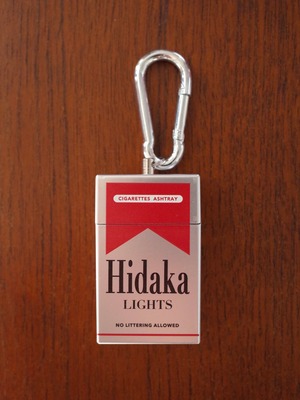 CIGARETTES ASHTRAY
Hidaka
LIGHTS
NO LITTERING ALLOWED